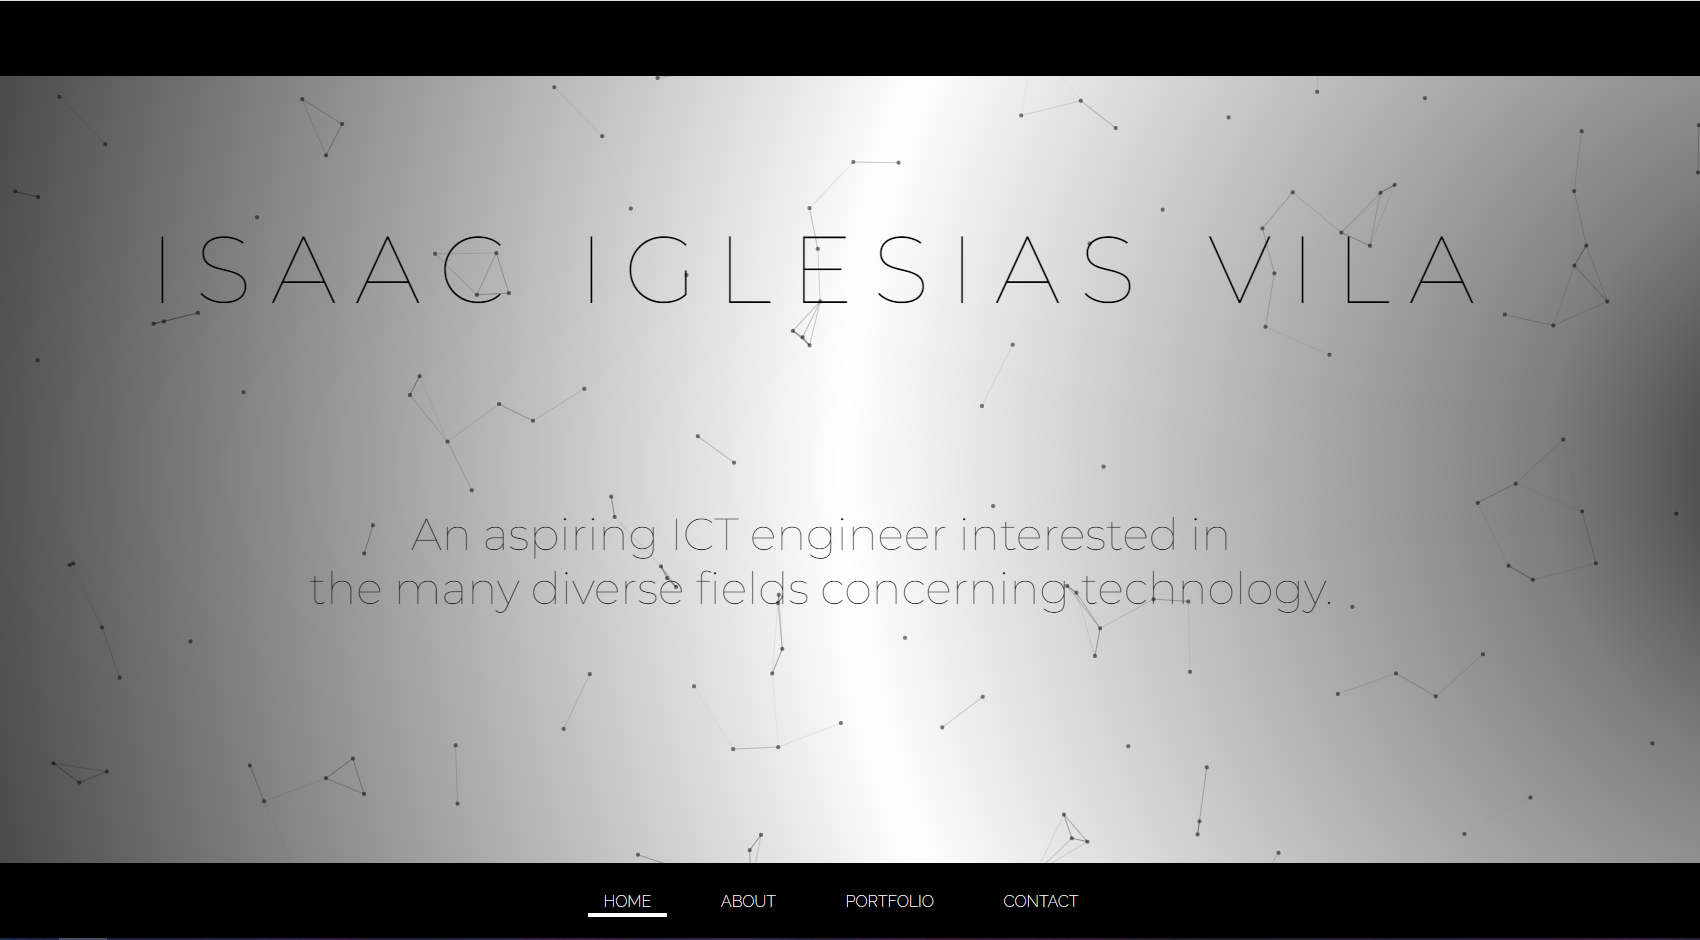 ISAAC IGLESIAS VILA
An aspiring ICT engineer interested in
the many diverse fields concerning technology.
HOME ABOUT PORTFOLIO CONTACT